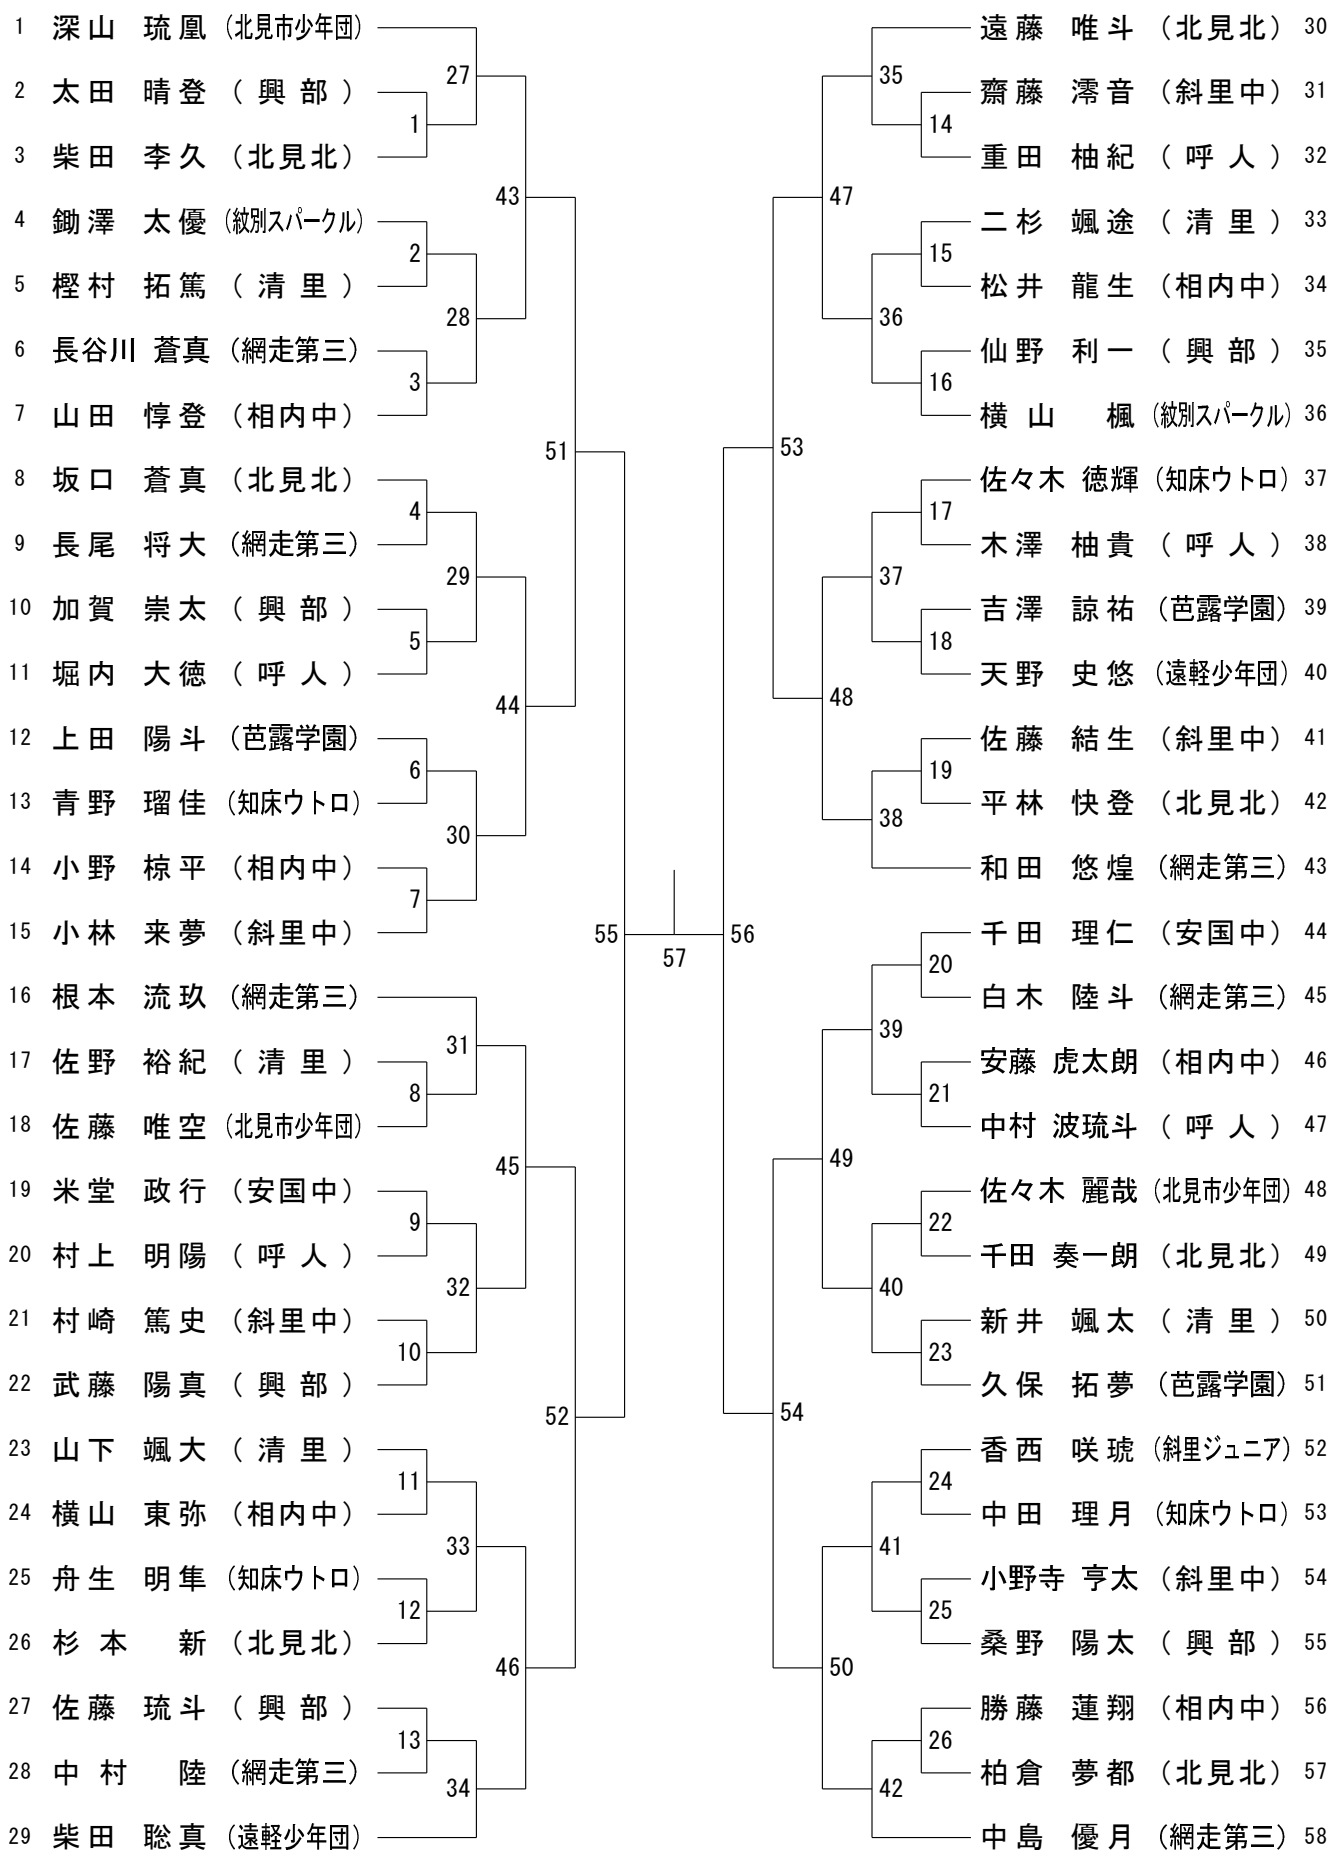 1 深山 琉凰 (北見市少年団)
2 太田 晴登 (興部)
3 柴田 李久 (北見北)
4 鋤澤 太優 (紋別スパークル)
5 樫村 拓篤 (清里)
6 長谷川 蒼真 (網走第三)
7 山田 惇登 (相内中)
8 坂口 蒼真 (北見北)
9 長尾 将大 (網走第三)
10 加賀 崇太 (興部)
11 堀内 大徳 (呼人)
12 上田 陽斗 (芭露学園)
13 青野 瑠佳 (知床ウトロ)
14 小野 椋平 (相内中)
15 小林 来夢 (斜里中)
16 根本 流玖 (網走第三)
17 佐野 裕紀 (清里)
18 佐藤 唯空 (北見市少年団)
19 米堂 政行 (安国中)
20 村上 明陽 (呼人)
21 村崎 篤史 (斜里中)
22 武藤 陽真 (興部)
23 山下 颯大 (清里)
24 横山 東弥 (相内中)
25 舟生 明隼 (知床ウトロ)
26 杉本 新 (北見北)
27 佐藤 琉斗 (興部)
28 中村 陸 (網走第三)
29 柴田 聡真 (遠軽少年団)
1
2
3
4
5
6
7
8
9
10
11
12
13
27
28
29
30
31
32
33
34
43
44
45
46
51
52
55
57
56
53
54
47
48
49
50
35
36
37
38
39
40
41
42
14
15
16
17
18
19
20
21
22
23
24
25
26
遠藤 唯斗 (北見北) 30
齋藤 澪音 (斜里中) 31
重田 柚紀 (呼人) 32
二杉 颯途 (清里) 33
松井 龍生 (相内中) 34
仙野 利一 (興部) 35
横山 楓 (紋別スパークル) 36
佐々木 徳輝 (知床ウトロ) 37
木澤 柚貴 (呼人) 38
吉澤 諒祐 (芭露学園) 39
天野 史悠 (遠軽少年団) 40
佐藤 結生 (斜里中) 41
平林 快登 (北見北) 42
和田 悠煌 (網走第三) 43
千田 理仁 (安国中) 44
白木 陸斗 (網走第三) 45
安藤 虎太朗 (相内中) 46
中村 波琉斗 (呼人) 47
佐々木 麗哉 (北見市少年団) 48
千田 奏一朗 (北見北) 49
新井 颯太 (清里) 50
久保 拓夢 (芭露学園) 51
香西 咲琥 (斜里ジュニア) 52
中田 理月 (知床ウトロ) 53
小野寺 亨太 (斜里中) 54
桑野 陽太 (興部) 55
勝藤 蓮翔 (相内中) 56
柏倉 夢都 (北見北) 57
中島 優月 (網走第三) 58